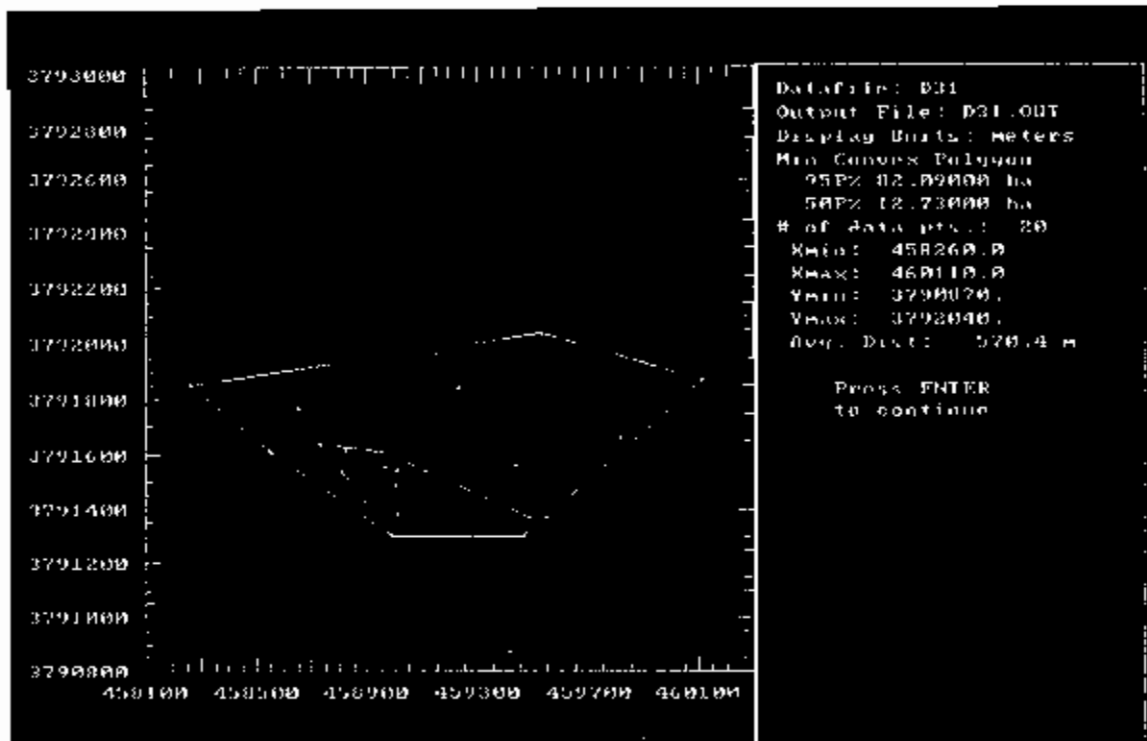 3793000
3792800
3792600
3792400
3792200
3792000
3791800
3791600
3791400
3791200
3791000
3790800
458100 458500 458900 459300 459700 460100
Datafile: D31
Output File: D31.OUT
Display Units: meters
Min Convex Polygon
95P% 82.09000 ha
50P% 12.73000 ha
# of data pts.: 20
Xmin: 458260.0
Xmax: 460110.0
Ymin: 3790870.
Ymax: 3792040.
Avg. Dist: 570.4 m
Press ENTER
to continue